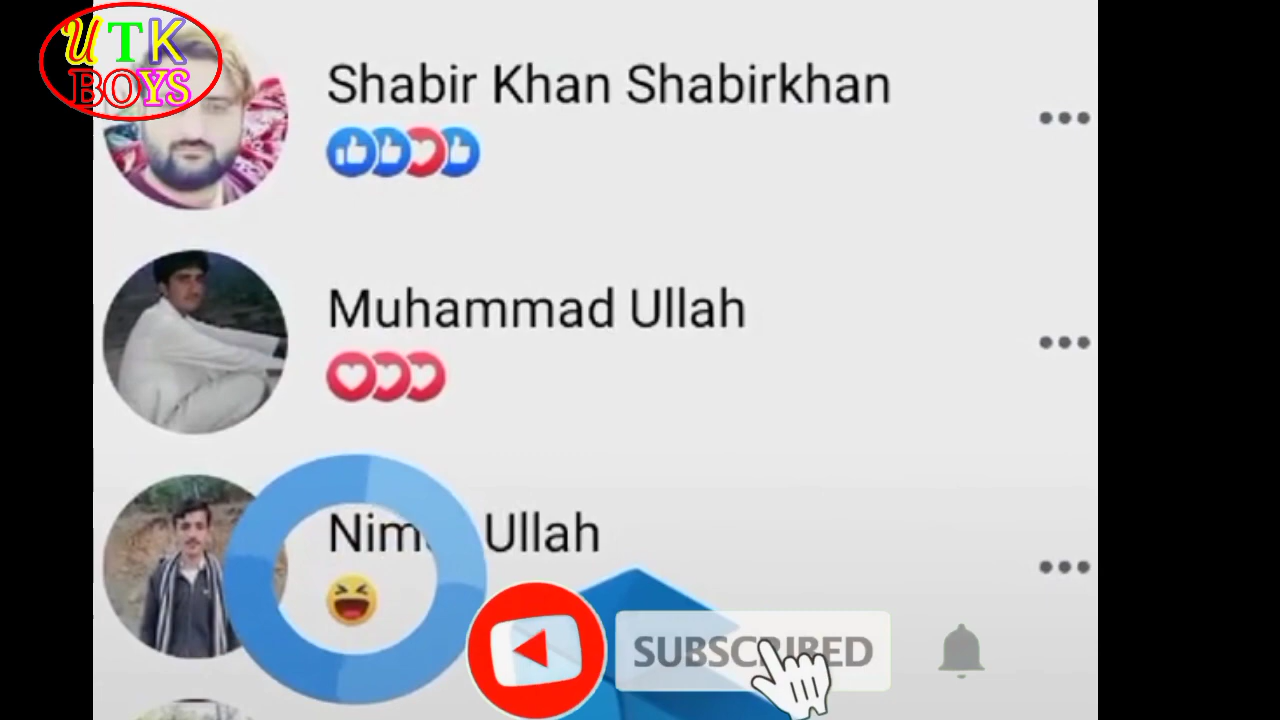 UTK
BOYS
Shabir Khan Shabirkhan
Muhammad Ullah
Ullah
SUBSCRIBED